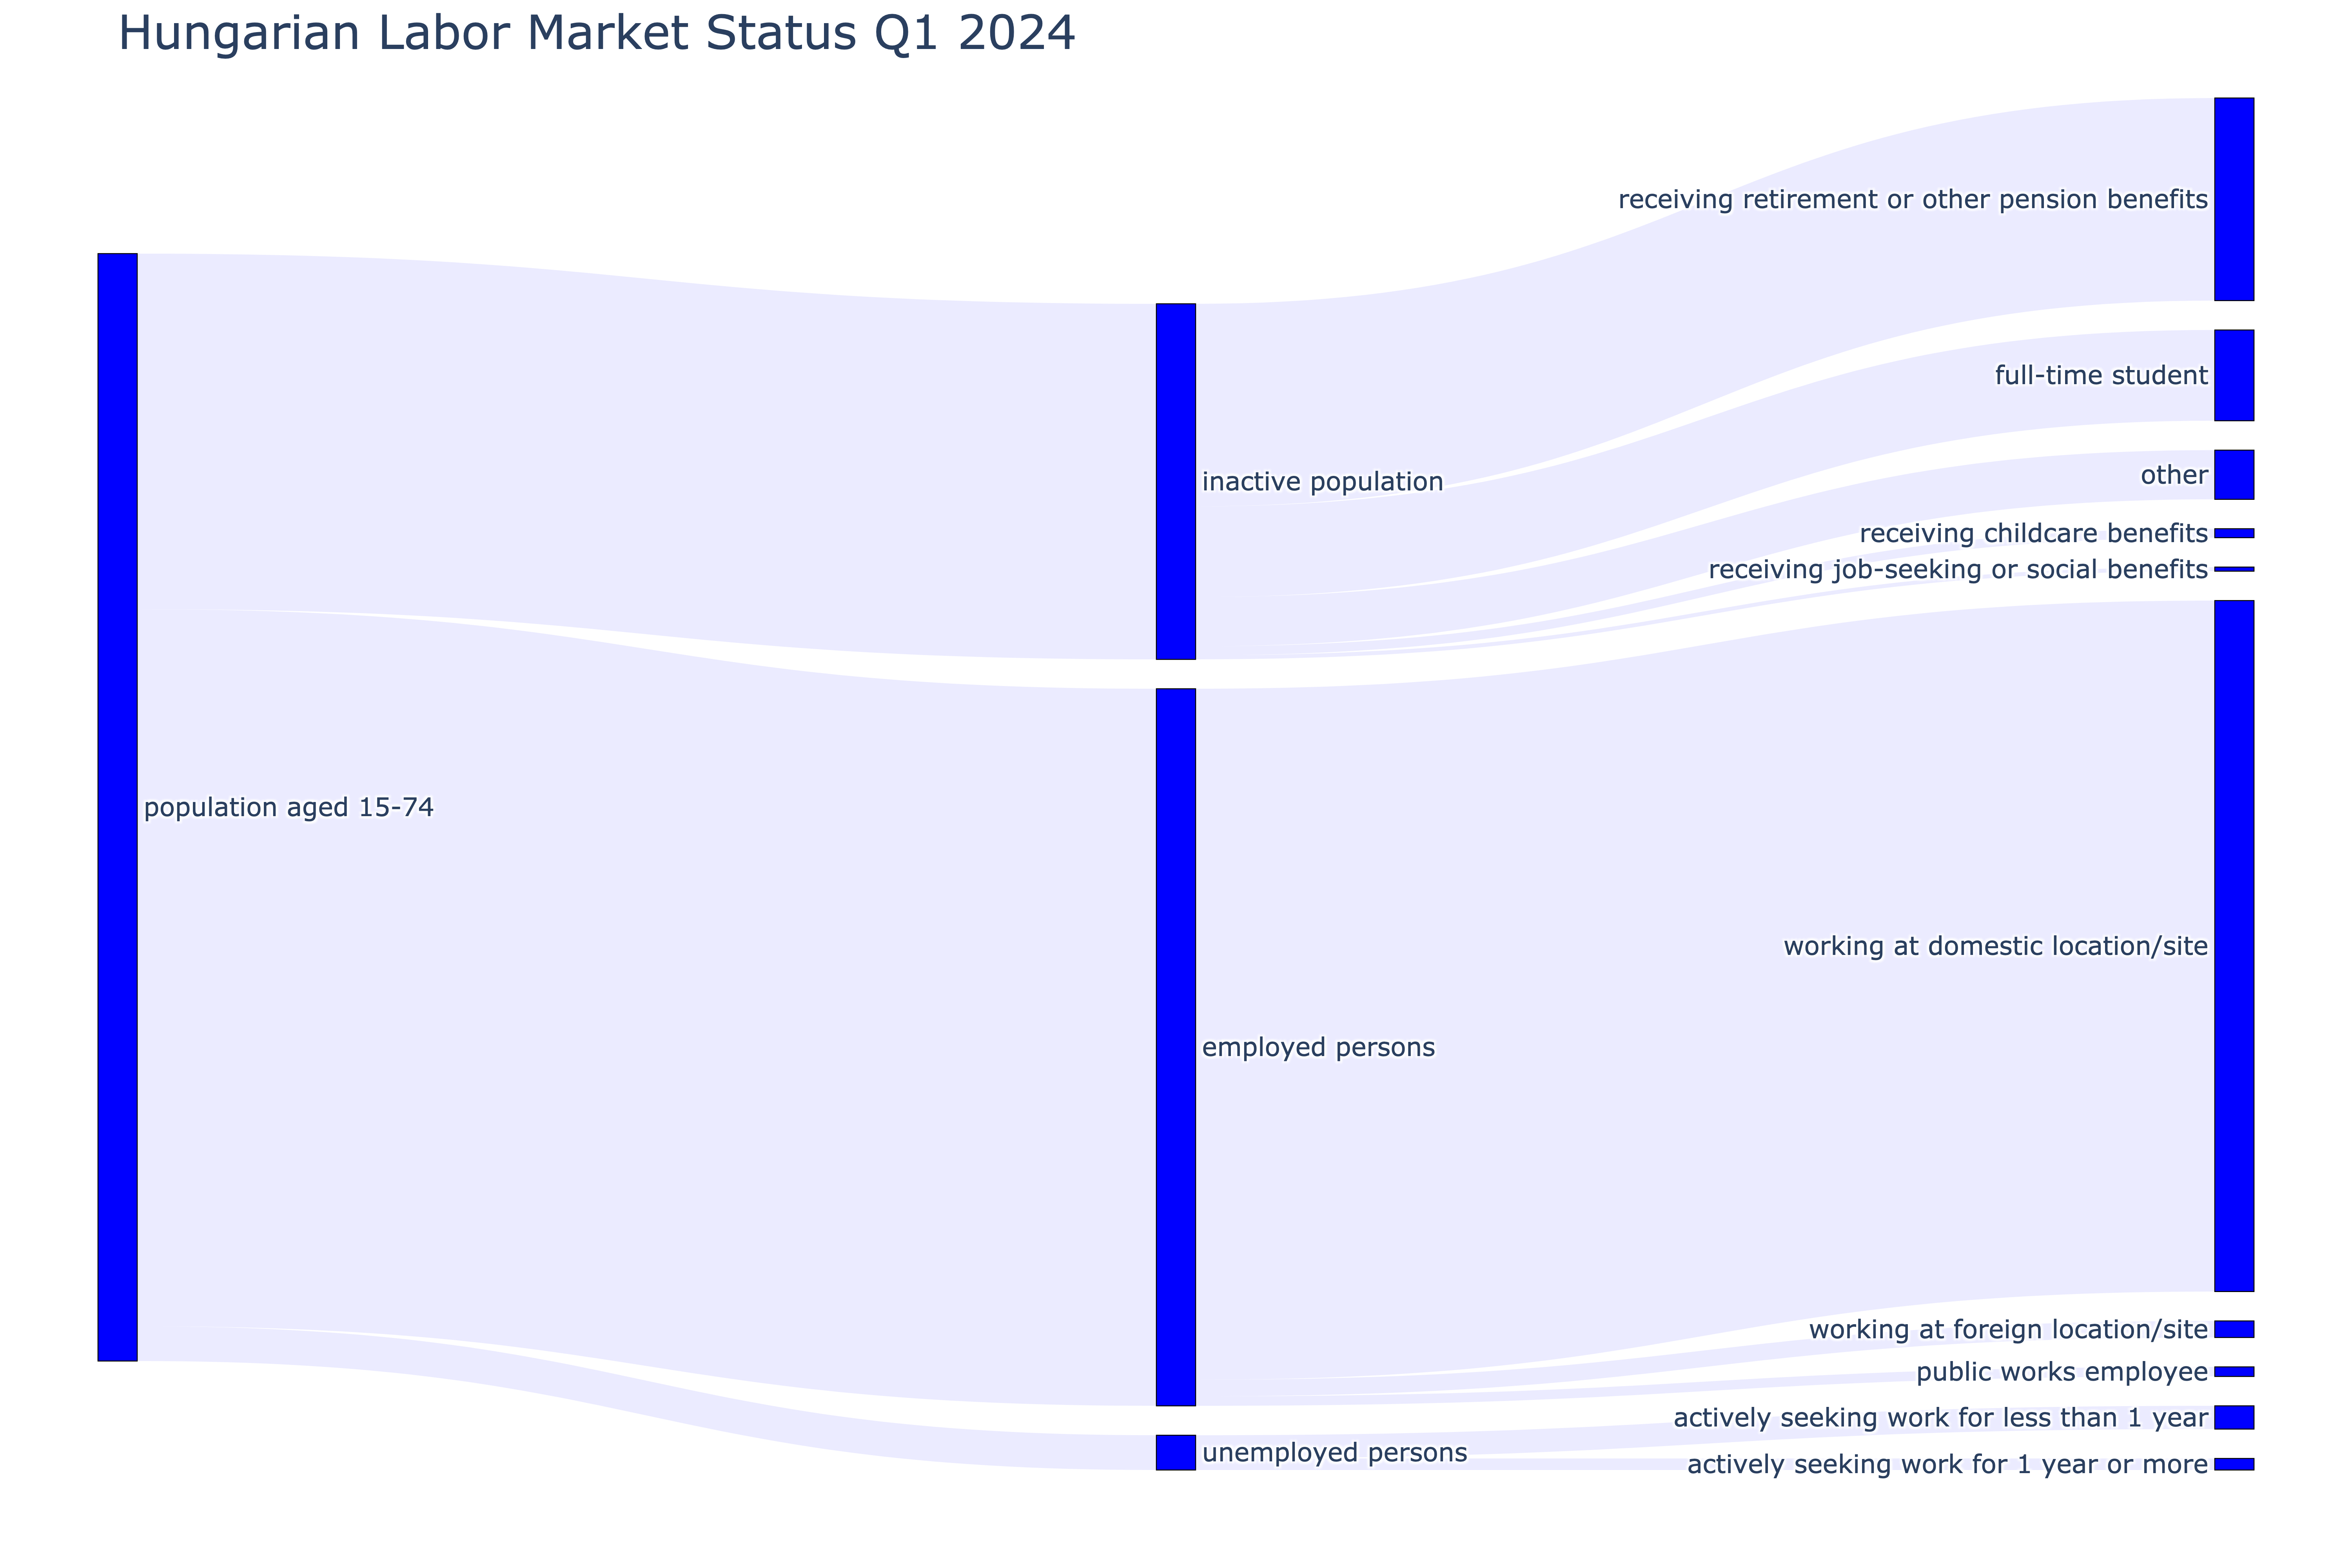 Hungarian Labor Market Status Q1 2024
population aged 15-74
inactive population
employed persons
unemployed persons
receiving retirement or other pension benefits
full-time student
other
receiving childcare benefits
receiving job-seeking or social benefits
working at domestic location/site
working at foreign location/site
public works employee
actively seeking work for less than 1 year
actively seeking work for 1 year or more